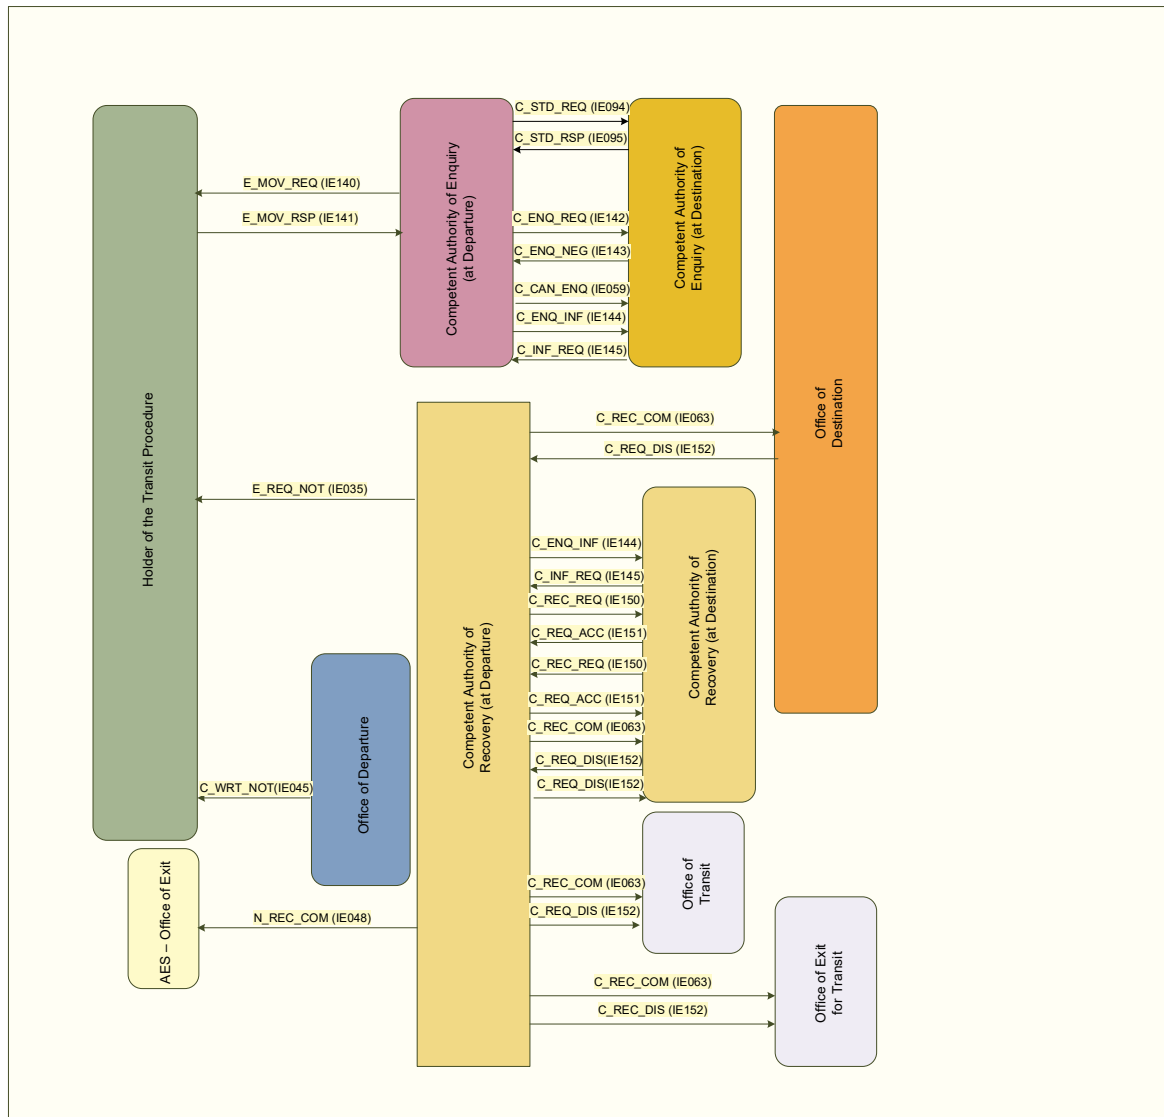 C_STD_REQ (IE094)
C_STD_RSP (IE095)
E_MOV_REQ (IE140)
E_MOV_RSP (IE141)
C_ENQ_REQ (IE142)
C_ENQ_NEG (IE143)
C_CAN_ENQ (IE059)
C_ENQ_INF (IE144)
C_INF_REQ (IE145)
Holder of the Transit Procedure
Competent Authority of Enquiry
(at Departure)
Competent Authority of
Enquiry (at Destination)
Office of
Destination
C_REC_COM (IE063)
C_REQ_DIS (IE152)
E_REQ_NOT (IE035)
C_ENQ_INF (IE144)
C_INF_REQ (IE145)
C_REC_REQ (IE150)
C_REQ_ACC (IE151)
C_REC_REQ (IE150)
C_REQ_ACC (IE151)
C_REC_COM (IE063)
C_REQ_DIS(IE152)
C_REQ_DIS(IE152)
Competent Authority of
Recovery (at Departure)
Competent Authority of
Recovery (at Destination)
C_WRT_NOT(IE045)
Office of Departure
AES – Office of Exit
N_REC_COM (IE048)
C_REC_COM (IE063)
C_REQ_DIS (IE152)
Office of
Transit
C_REC_COM (IE063)
C_REC_DIS (IE152)
Office of Exit
for Transit